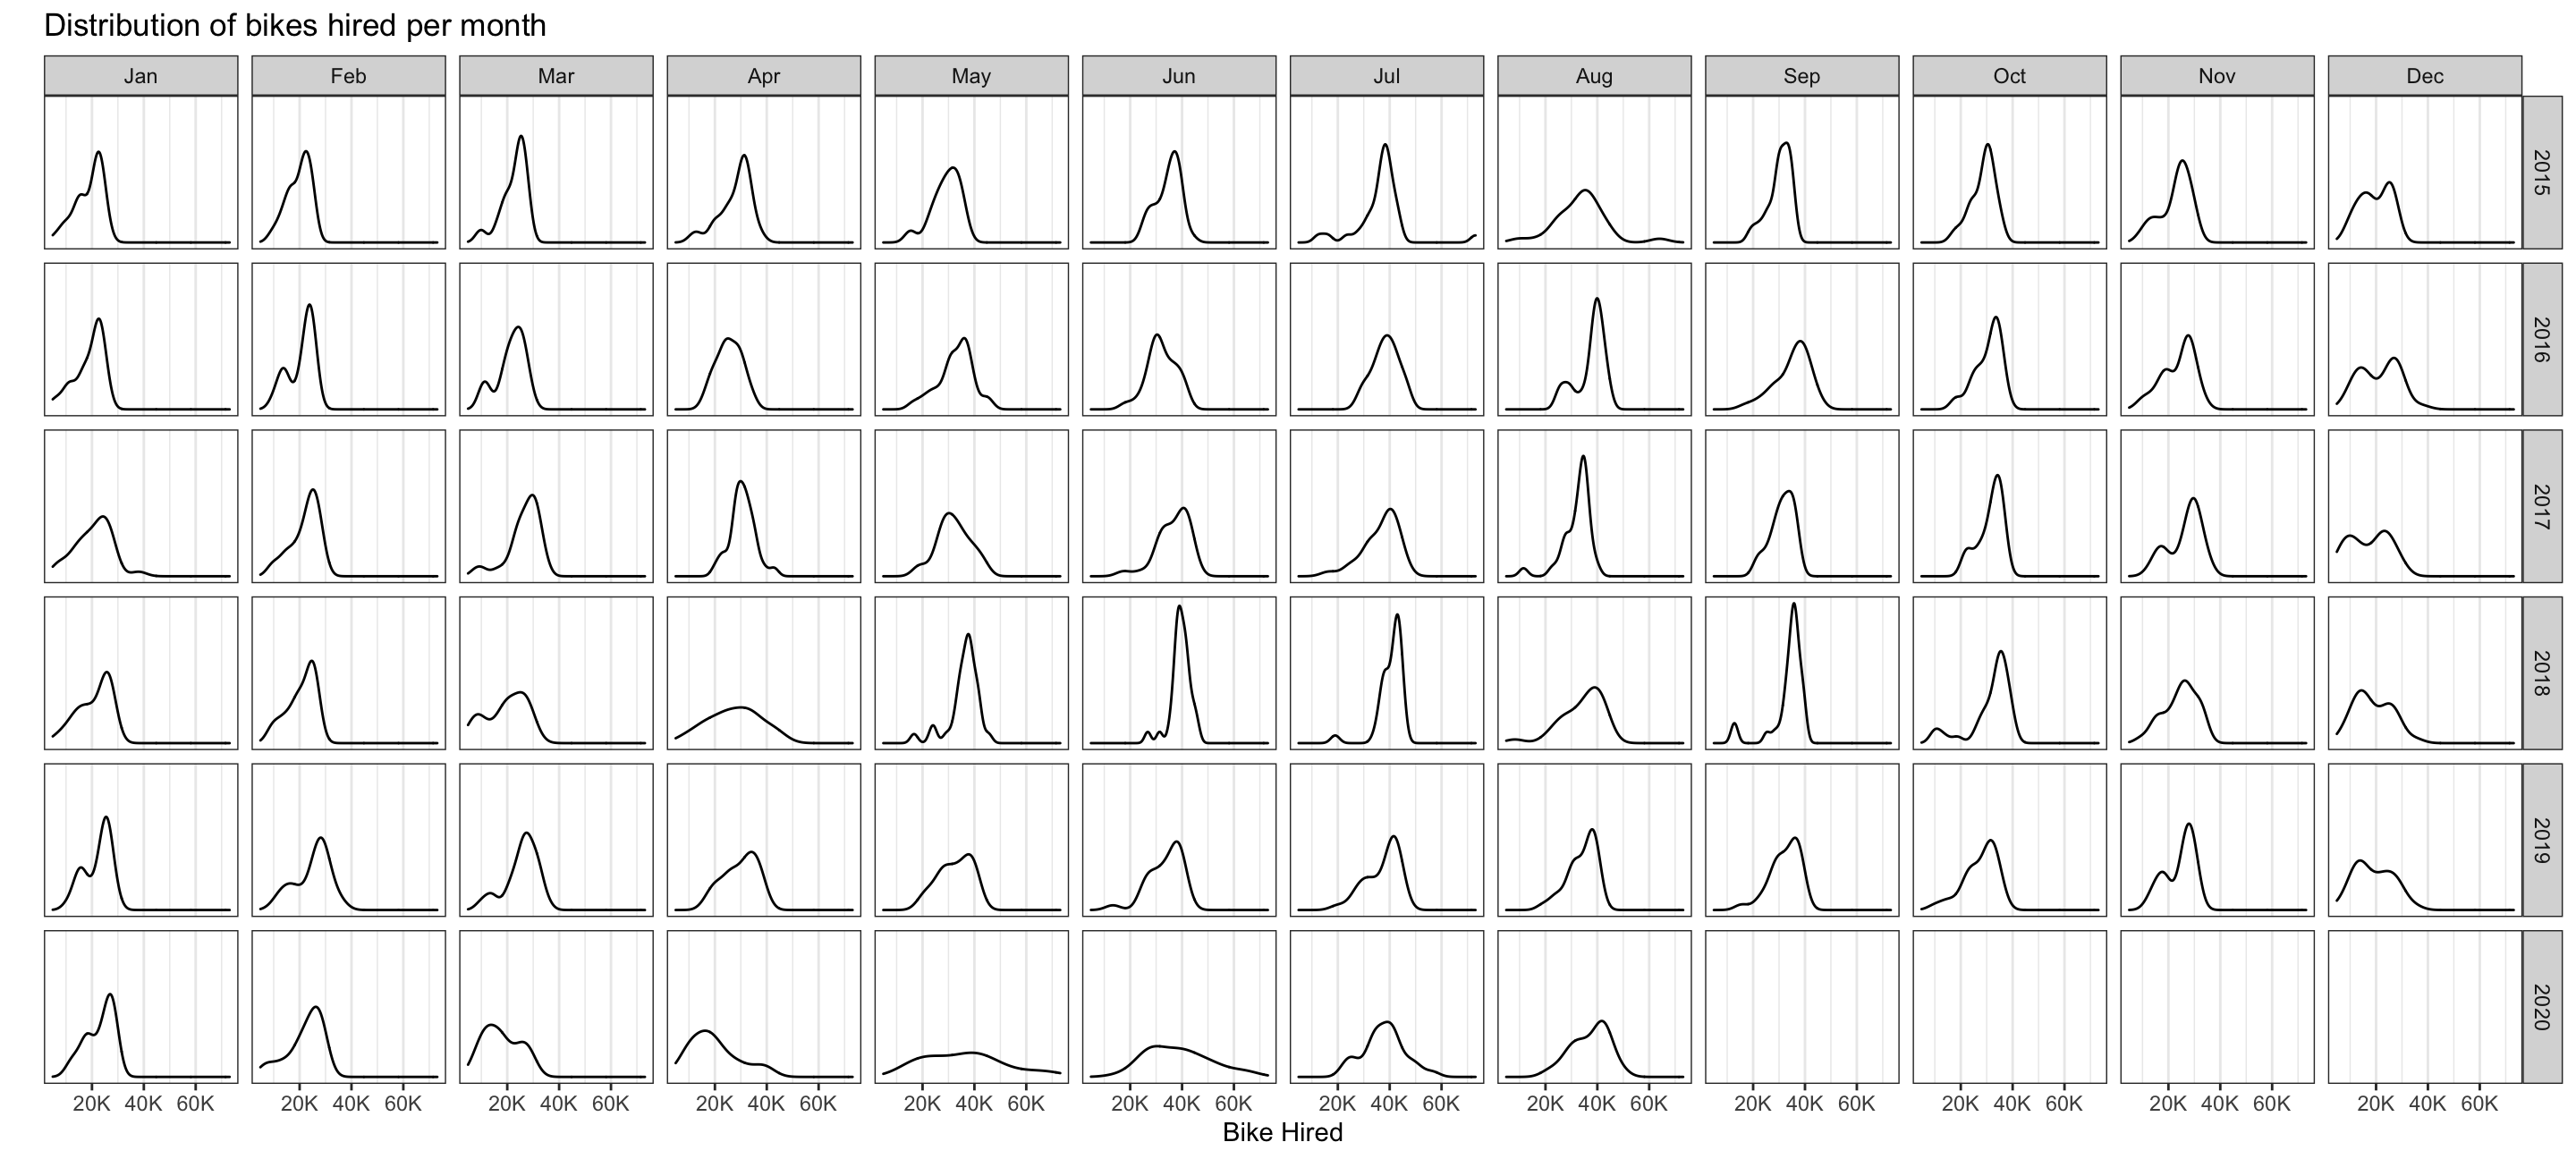 Distribution of bikes hired per month
Jan Feb Mar Apr May Jun Jul Aug Sep Oct Nov Dec
2015
2016
2017
2018
2019
2020
20K 40K 60K 20K 40K 60K 20K 40K 60K 20K 40K 60K 20K 40K 60K 20K 40K 60K 20K 40K 60K 20K 40K 60K 20K 40K 60K 20K 40K 60K 20K 40K 60K 20K 40K 60K
Bike Hired